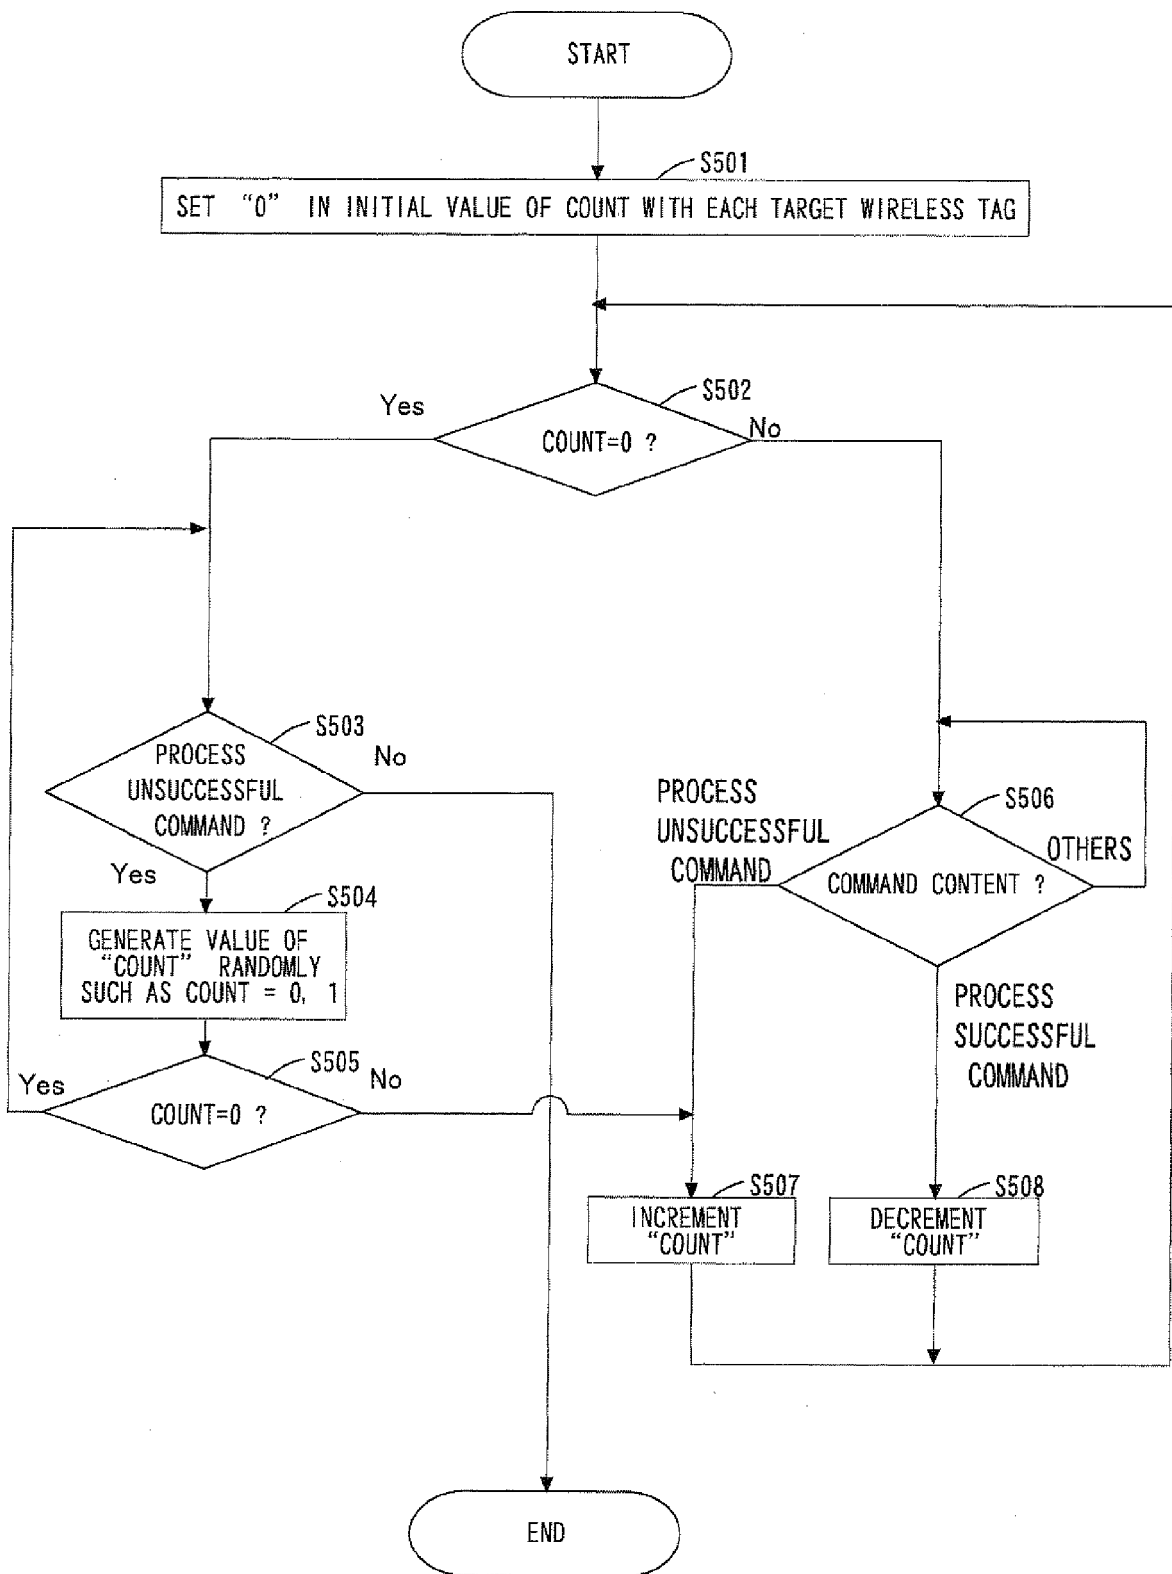 START
S501
SET "0" IN INITIAL VALUE OF COUNT WITH EACH TARGET WIRELESS TAG
S502
Yes
COUNT=0 ?
No
S503
PROCESS
UNSUCCESSFUL
COMMAND ?
No
Yes
S504
GENERATE VALUE OF
"COUNT" RANDOMLY
SUCH AS COUNT = 0, 1
S505
Yes
COUNT=0 ?
No
PROCESS
UNSUCCESSFUL
COMMAND
S506
OTHERS
COMMAND CONTENT ?
PROCESS
SUCCESSFUL
COMMAND
S507
INCREMENT
"COUNT"
S508
DECREMENT
"COUNT"
END